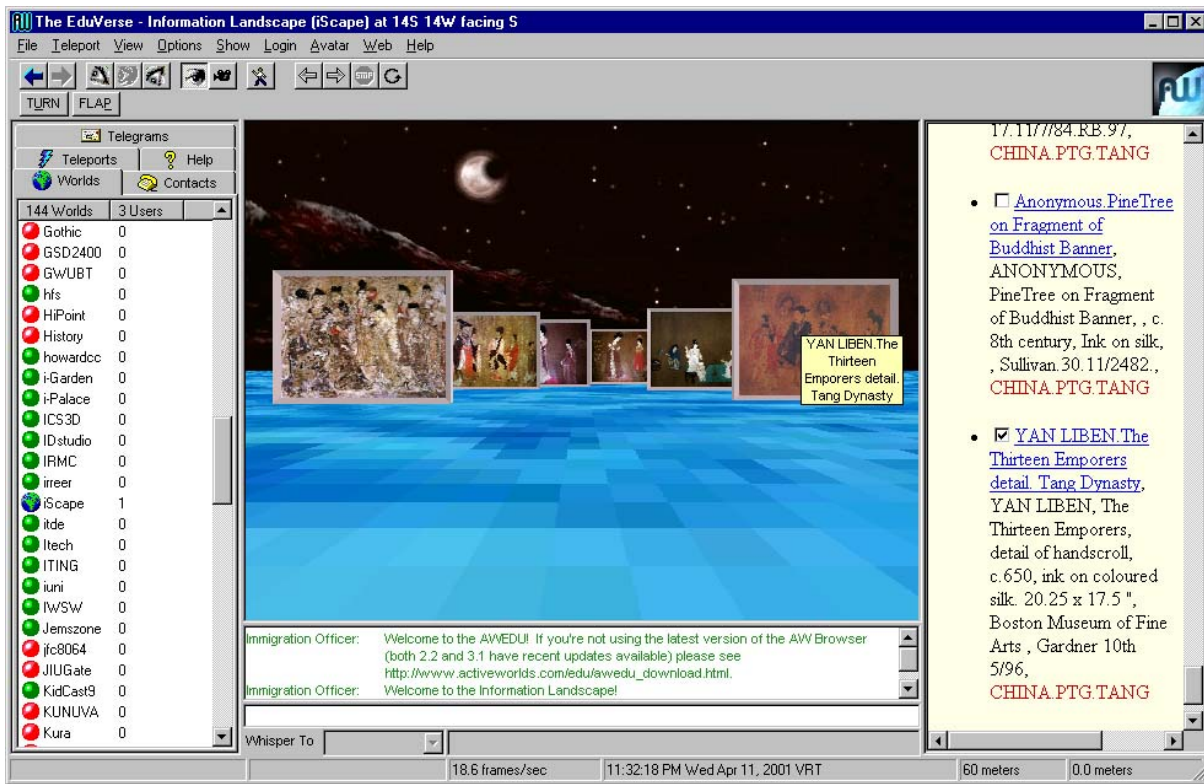 The EduVerse - Information Landscape (iScape) at 14S 14W facing S
File Teleport View Options Show Login Avatar Web Help
STOP
TURN FLAP
AW
Telegrams
Teleports Help
Worlds Contacts
144 Worlds 3 Users
Gothic 0
GSD2400 0
GWUBT 0
hfs 0
HiPoint 0
History 0
howardcc 0
i-Garden 0
i-Palace 0
ICS3D 0
IDstudio 0
IRMC 0
irreer 0
iScape 1
itde 0
Itech 0
ITING 0
iuni 0
IWSW 0
Jemszone 0
jfc8064 0
JIUGate 0
KidCast9 0
KUNUVA 0
Kura 0
YAN LIBEN.The
Thirteen
Emporers detail.
Tang Dynasty
Immigration Officer: Welcome to the AWEDU! If you're not using the latest version of the AW Browser
(both 2.2 and 3.1 have recent updates available) please see
http://www.activeworlds.com/edu/awedu_download.html.
Immigration Officer: Welcome to the Information Landscape!
Whisper To
17.11/7/84.RB.97,
CHINA.PTG.TANG
Anonymous.PineTree
on Fragment of
Buddhist Banner,
ANONYMOUS,
PineTree on Fragment
of Buddhist Banner, , c.
8th century, Ink on silk,
, Sullivan.30.11/2482.,
CHINA.PTG.TANG
YAN LIBEN.The
Thirteen Emporers
detail. Tang Dynasty,
YAN LIBEN, The
Thirteen Emporers,
detail of handscroll,
c.650, ink on coloured
silk. 20.25 x 17.5 ",
Boston Museum of Fine
Arts , Gardner 10th
5/96,
CHINA.PTG.TANG
18.6 frames/sec 11:32:18 PM Wed Apr 11, 2001 VRT 60 meters 0.0 meters